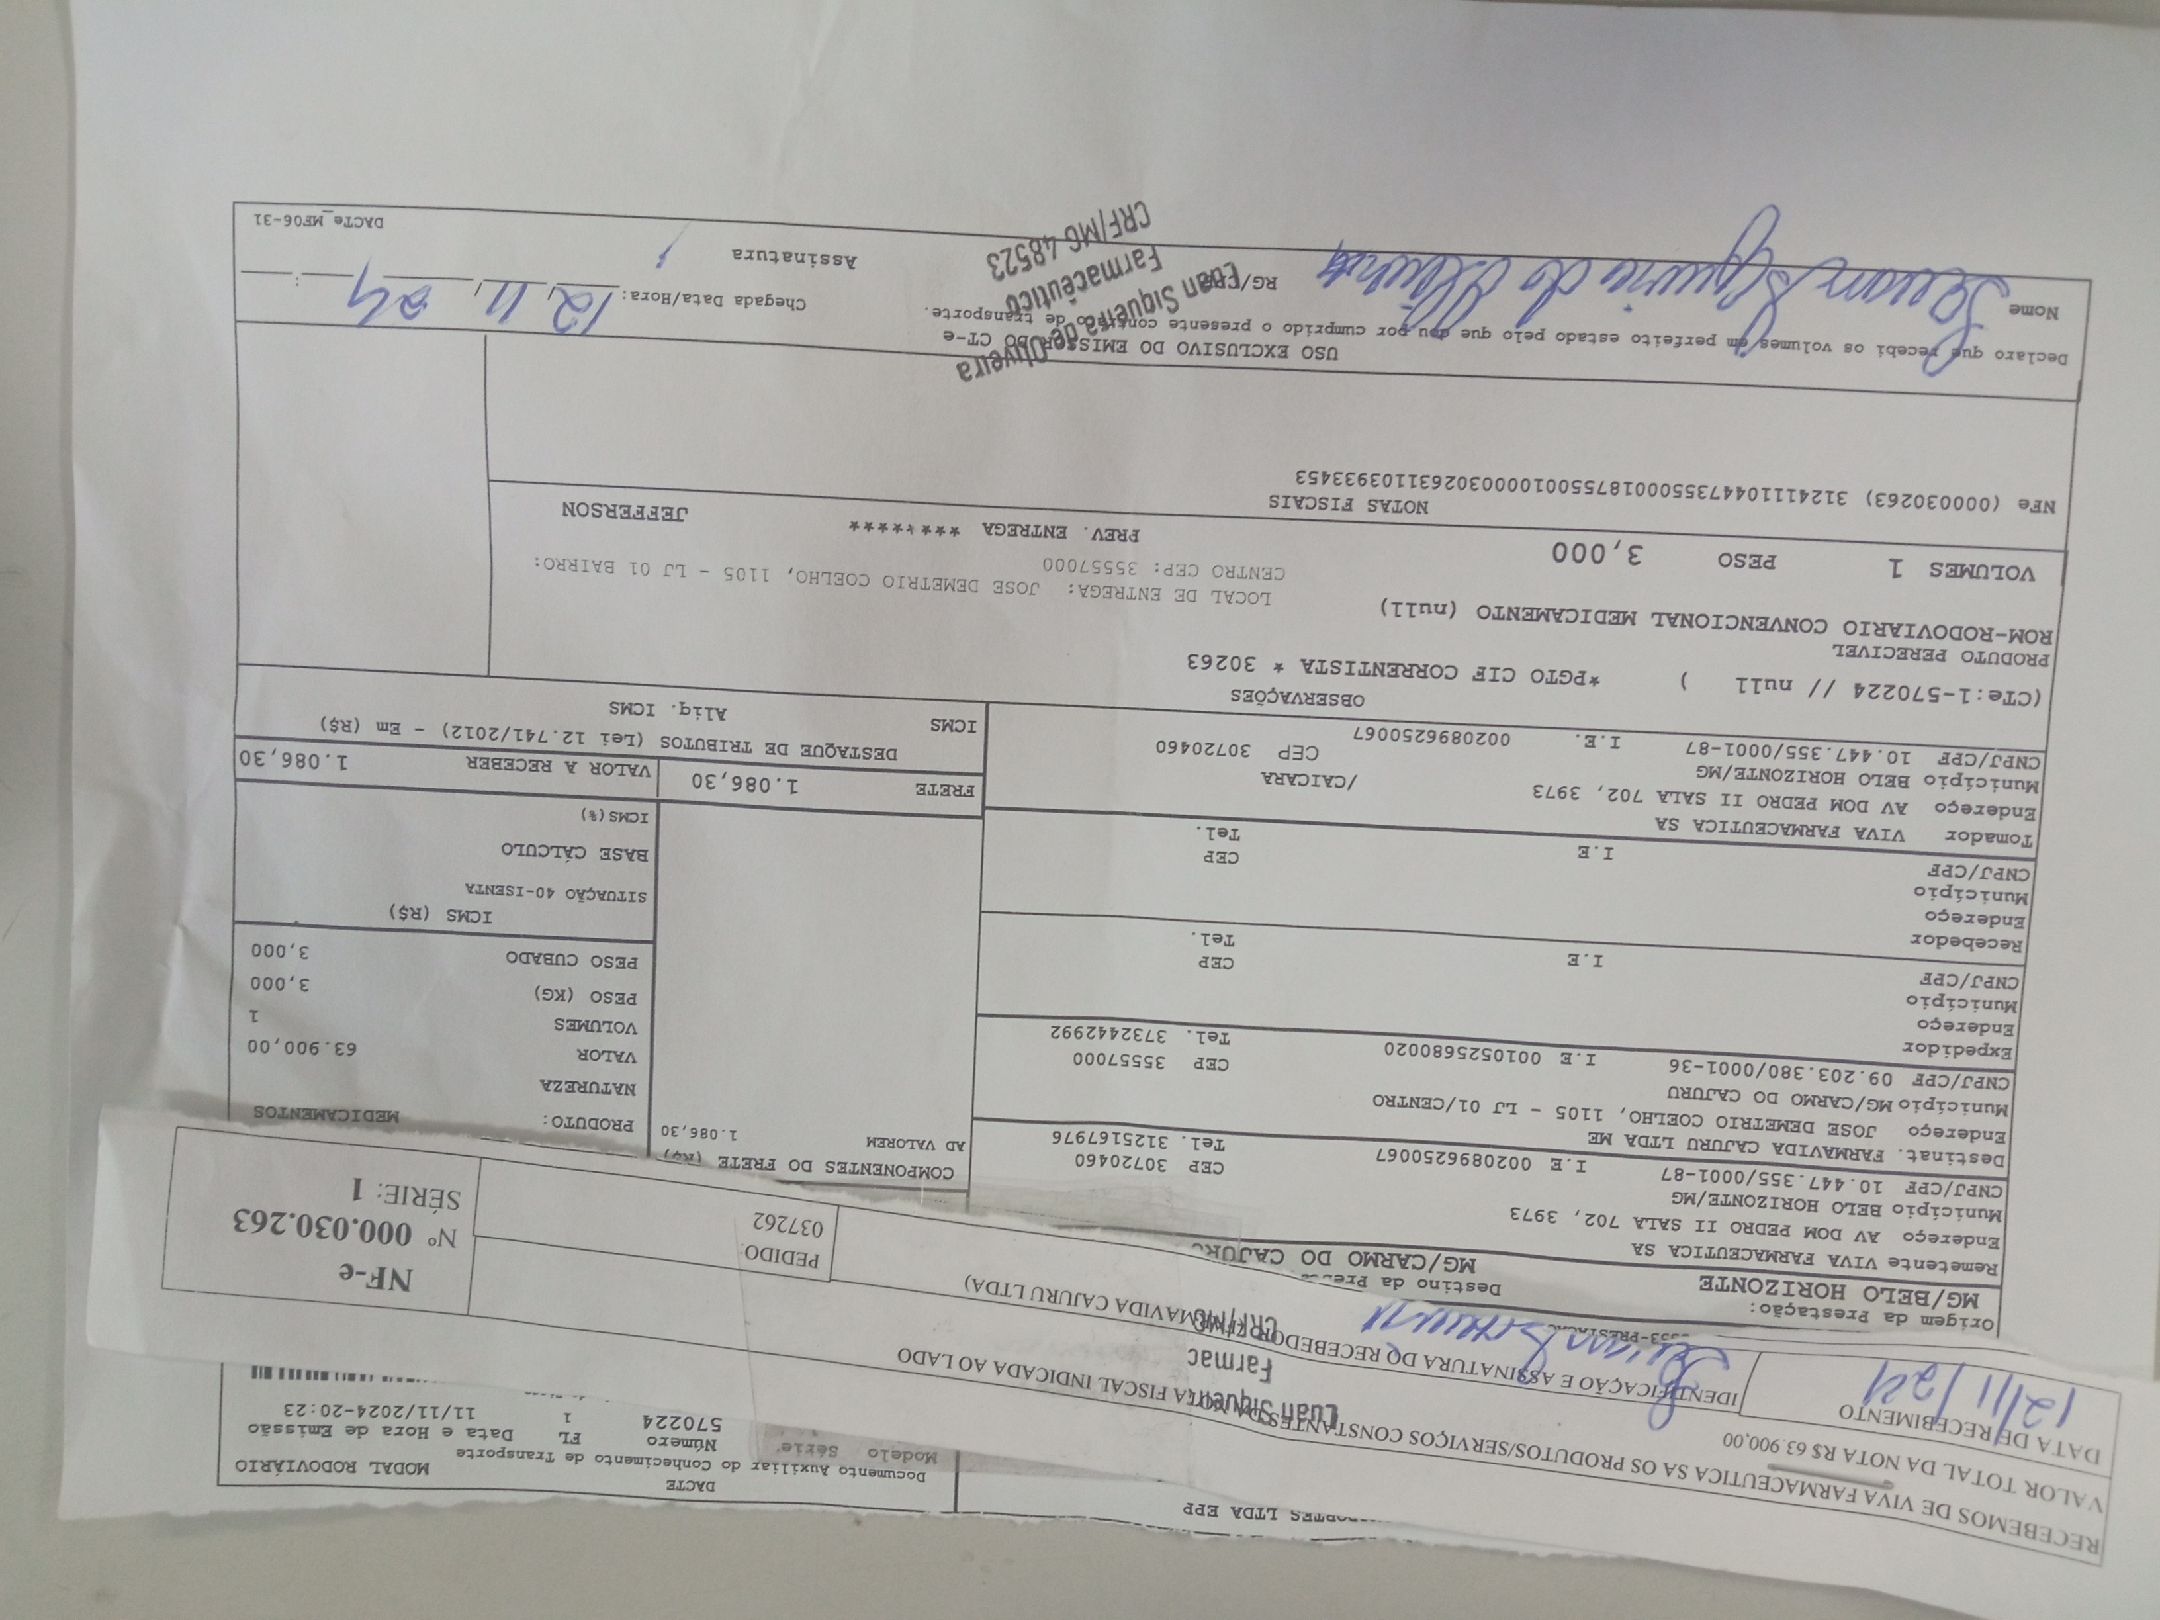 RECEBEMOS DE VIVA FARMACEUTICA SA OS PRODUTOS/SERVIÇOS CONSTANTES DA NOTA FISCAL INDICADA AO LADO
VALOR TOTAL DA NOTA R$ 63.900,00
DATA DE RECEBIMENTO
12/11/24
IDENTIFICAÇÃO E ASSINATURA DO RECEBEDOR
CAJURU LTDA)
Luan Siqueira
Farmac
CRF/MG
PEDIDO:
037262
NF-e
Nº 000.030.263
SÉRIE: 1
LTDA EPP
DACTE
Documento Auxiliar do Conhecimento de Transporte
MODAL RODOVIÁRIO
Modelo Série Número FL Data e Hora de Emissão
570224 1 11/11/2024-20:23
Origem da Prestação:
MG/BELO HORIZONTE
Destino da
MG/CARMO DO CAJURU
Remetente VIVA FARMACEUTICA SA
Endereço AV DOM PEDRO II SALA 702, 3973
Município BELO HORIZONTE/MG CEP 30720460
CNPJ/CPF 10.447.355/0001-87 I.E 0020896250067 Tel. 3125167976
Destinat. FARMAVIDA CAJURU LTDA ME
Endereço JOSE DEMETRIO COELHO, 1105 - LJ 01/CENTRO
Município MG/CARMO DO CAJURU CEP 35557000
CNPJ/CPF 09.203.380/0001-36 I.E 0010525680020 Tel. 3732442992
Expedidor
Endereço
Município CEP
CNPJ/CPF I.E Tel.
Recebedor
Endereço
Município CEP
CNPJ/CPF I.E Tel.
Tomador VIVA FARMACEUTICA SA
Endereço AV DOM PEDRO II SALA 702, 3973 /CAICARA
Município BELO HORIZONTE/MG CEP 30720460
CNPJ/CPF 10.447.355/0001-87 I.E. 0020896250067
COMPONENTES DO FRETE (R$)
AD VALOREM 1.086,30
PRODUTO: MEDICAMENTOS
NATUREZA
VALOR 63.900,00
VOLUMES 1
PESO (KG) 3,000
PESO CUBADO 3,000
ICMS (R$)
SITUAÇÃO 40-ISENTA
BASE CÁLCULO
ICMS(%)
FRETE 1.086,30
VALOR A RECEBER 1.086,30
DESTAQUE DE TRIBUTOS (Lei 12.741/2012) - Em (R$)
ICMS Aliq. ICMS
OBSERVAÇÕES
(CTe:1-570224 // null ) *PGTO CIF CORRENTISTA * 30263
PRODUTO PERECIVEL
ROM-RODOVIARIO CONVENCIONAL MEDICAMENTO (null)
LOCAL DE ENTREGA: JOSE DEMETRIO COELHO, 1105 - LJ 01 BAIRRO:
CENTRO CEP: 35557000
VOLUMES 1 PESO 3,000
PREV. ENTREGA ********** JEFFERSON
NOTAS FISCAIS
NFe (000030263) 31241110447355000187550010000302631103933453
USO EXCLUSIVO DO EMISSOR DO CT-e
Declaro que recebi os volumes em perfeito estado pelo que dou por cumprido o presente contrato de transporte.
Nome Luan Siqueira de Oliveira RG/CPF
Luan Siqueira de Oliveira
Farmacêutico
CRF/MG 48523
Chegada Data/Hora: 12, 11, 24 :
Assinatura
DACTe_MF06-31